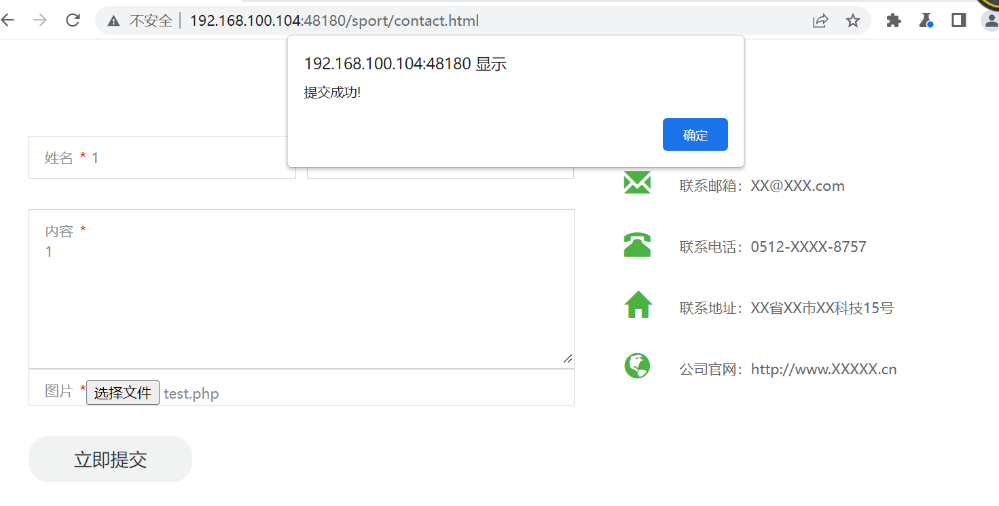 不安全 192.168.100.104:48180/sport/contact.html
192.168.100.104:48180 显示
提交成功!
确定
姓名 * 1
内容 *
1
图片 * 选择文件 test.php
立即提交
联系邮箱：XX@XXX.com
联系电话：0512-XXXX-8757
联系地址：XX省XX市XX科技15号
公司官网：http://www.XXXXX.cn